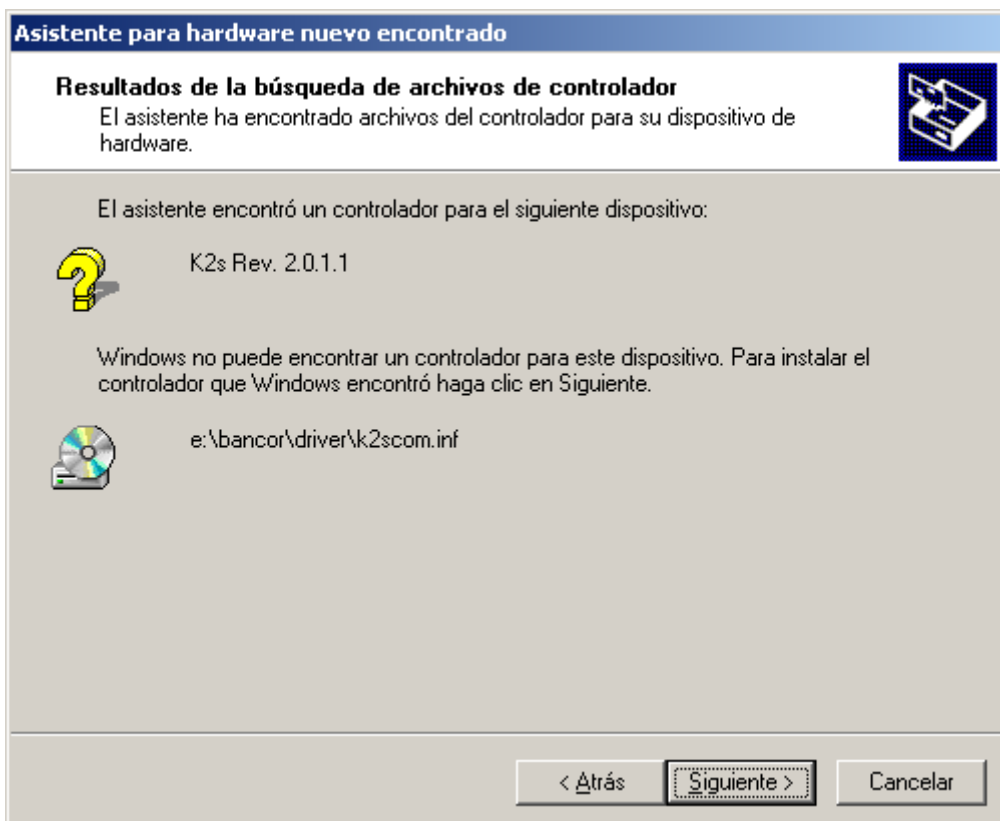 Asistente para hardware nuevo encontrado
Resultados de la búsqueda de archivos de controlador
El asistente ha encontrado archivos del controlador para su dispositivo de
hardware.
El asistente encontró un controlador para el siguiente dispositivo:
K2s Rev. 2.0.1.1
Windows no puede encontrar un controlador para este dispositivo. Para instalar el
controlador que Windows encontró haga clic en Siguiente.
e:\bancor\driver\k2scom.inf
< Atrás
Siguiente >
Cancelar